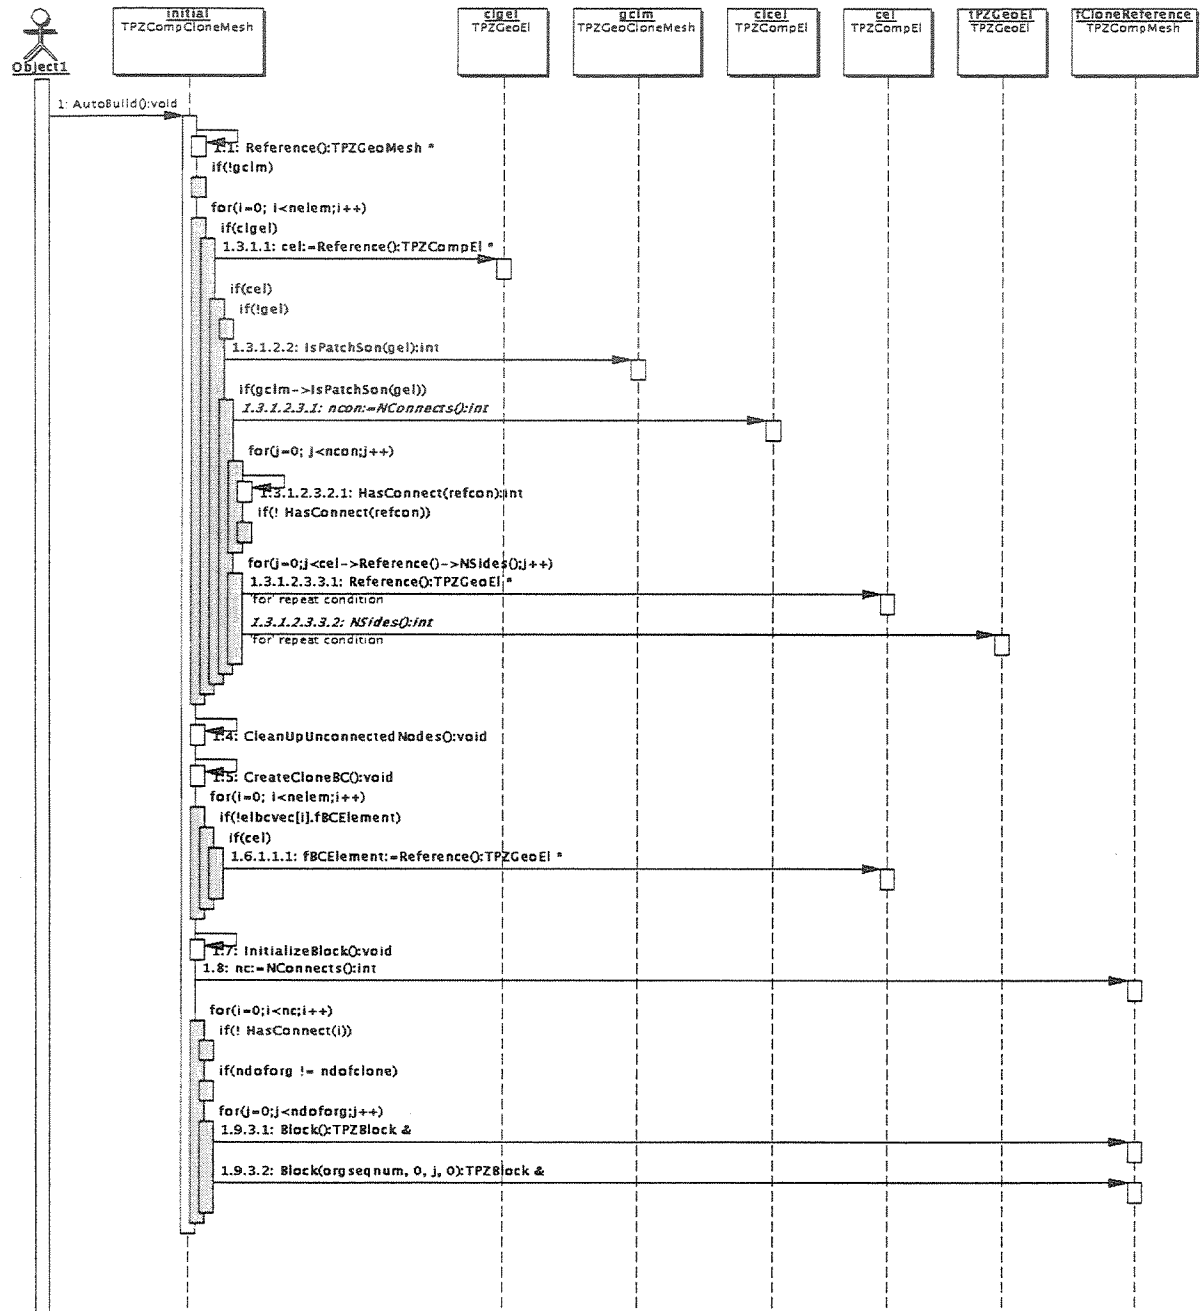 Object1
initial
TPZCompCloneMesh
clgel
TPZGeoEl
gclm
TPZGeoCloneMesh
clcel
TPZCompEl
cel
TPZCompEl
tPZGeoEl
TPZGeoEl
fCloneReference
TPZCompMesh
1: AutoBuild():void
1.1: Reference():TPZGeoMesh *
if(!gclm)
for(i=0; i<nelem;i++)
if(clgel)
1.3.1.1: cel:=Reference():TPZCompEl *
if(cel)
if(!gel)
1.3.1.2.2: IsPatchSon(gel):int
if(gclm->IsPatchSon(gel))
1.3.1.2.3.1: ncon:=NConnects():int
for(j=0; j<ncon;j++)
1.3.1.2.3.2.1: HasConnect(refcon):int
if(! HasConnect(refcon))
for(j=0;j<cel->Reference()->NSides();j++)
1.3.1.2.3.3.1: Reference():TPZGeoEl *
'for' repeat condition
1.3.1.2.3.3.2: NSides():int
'for' repeat condition
1.4: CleanUpUnconnectedNodes():void
1.5: CreateCloneBC():void
for(i=0; i<nelem;i++)
if(!elbcvec[i].fBCElement)
if(cel)
1.6.1.1.1: fBCElement:=Reference():TPZGeoEl *
1.7: InitializeBlock():void
1.8: nc:=NConnects():int
for(i=0;i<nc;i++)
if(! HasConnect(i))
if(ndoforg != ndofclone)
for(j=0;j<ndoforg;j++)
1.9.3.1: Block():TPZBlock &
1.9.3.2: Block(orgseqnum, 0, j, 0):TPZBlock &